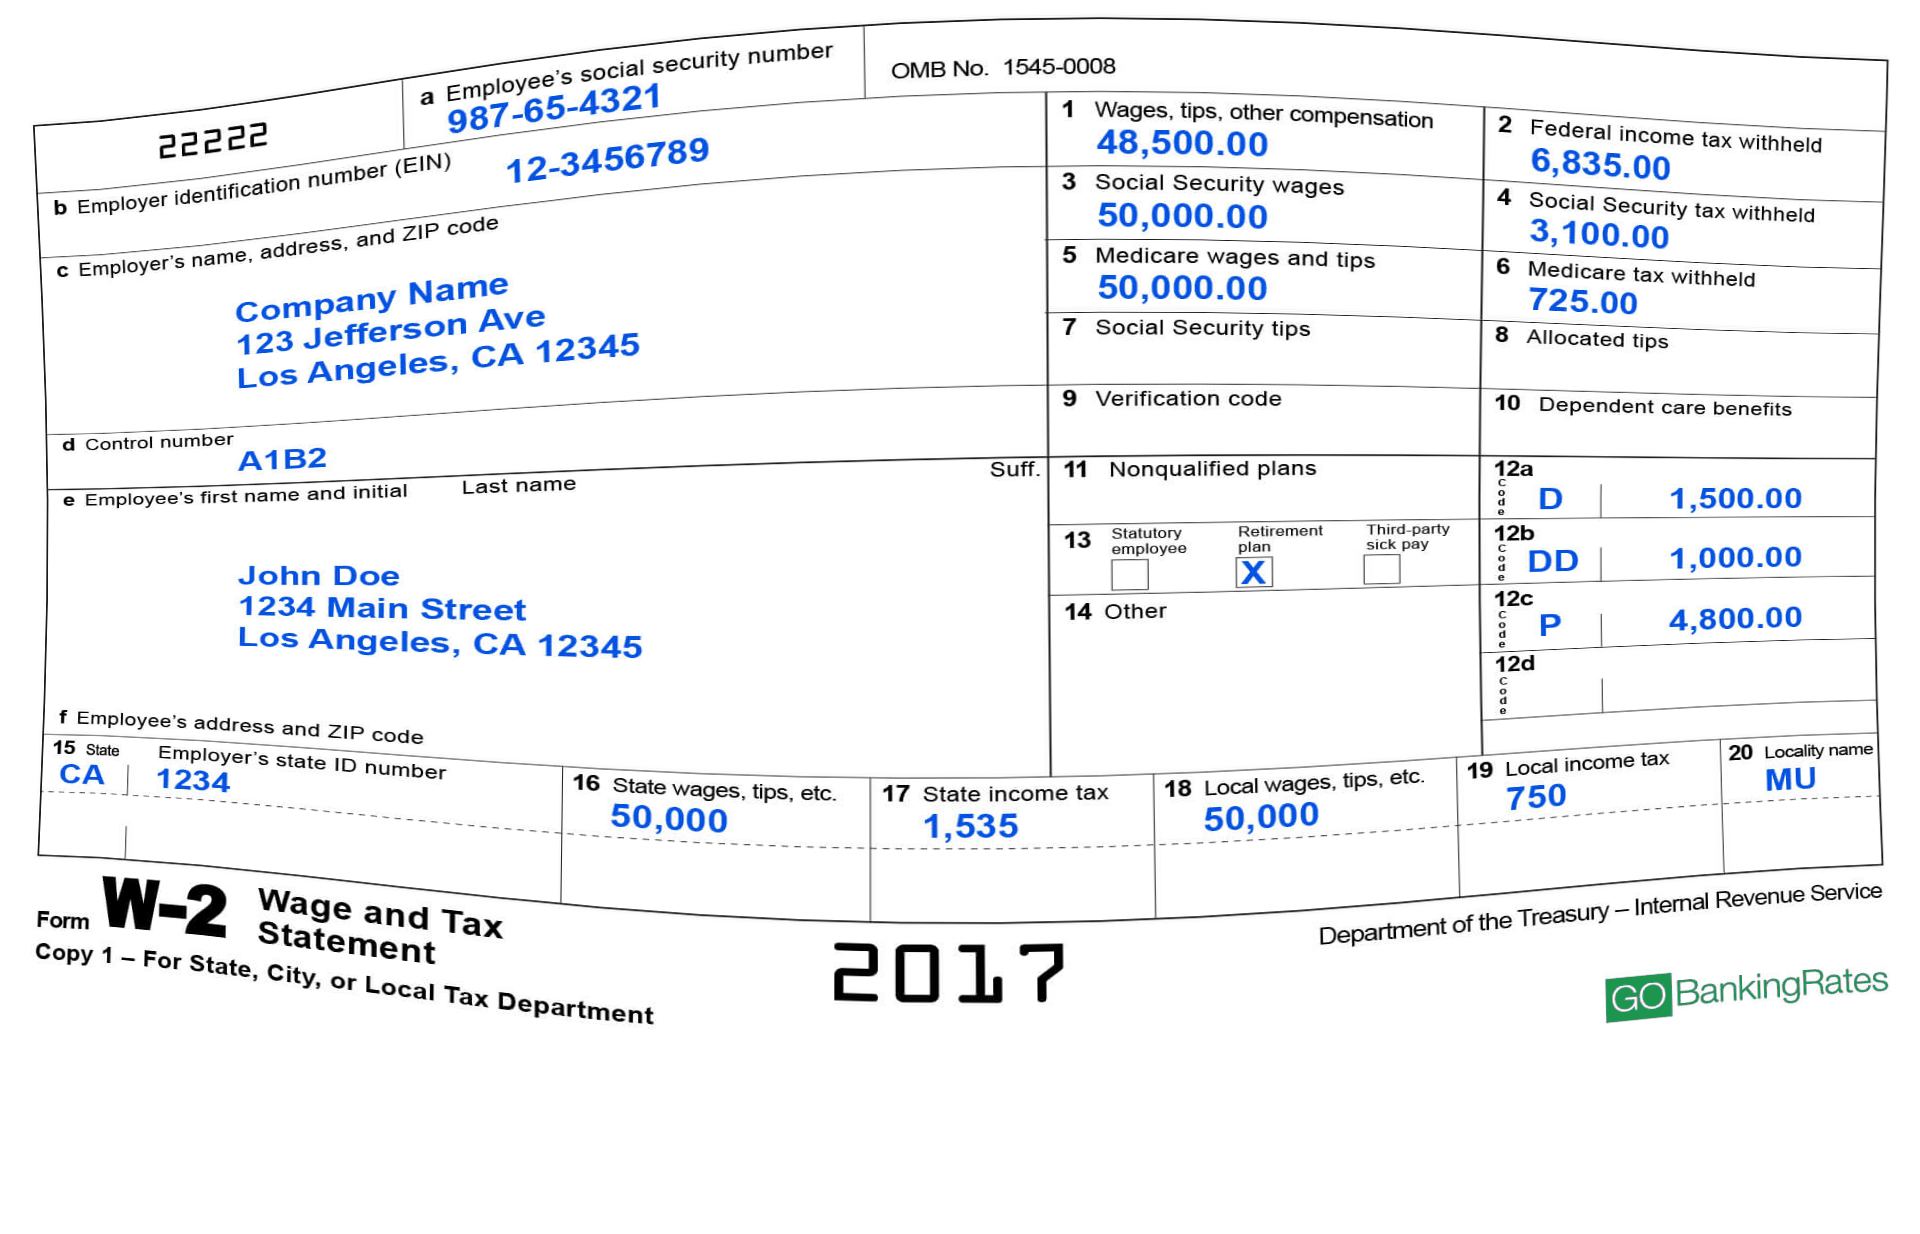 22222
a Employee's social security number
987-65-4321
OMB No. 1545-0008
b Employer identification number (EIN)
12-3456789
1 Wages, tips, other compensation
48,500.00
2 Federal income tax withheld
6,835.00
c Employer's name, address, and ZIP code
Company Name
123 Jefferson Ave
Los Angeles, CA 12345
3 Social Security wages
50,000.00
4 Social Security tax withheld
3,100.00
5 Medicare wages and tips
50,000.00
6 Medicare tax withheld
725.00
7 Social Security tips
8 Allocated tips
d Control number
A1B2
9 Verification code
10 Dependent care benefits
e Employee's first name and initial Last name Suff.
John Doe
1234 Main Street
Los Angeles, CA 12345
f Employee's address and ZIP code
11 Nonqualified plans
12a
Code D 1,500.00
13 Statutory employee
Retirement plan
X
Third-party sick pay
12b
Code DD 1,000.00
14 Other
12c
Code P 4,800.00
12d
Code
15 State Employer's state ID number
CA 1234
16 State wages, tips, etc.
50,000
17 State income tax
1,535
18 Local wages, tips, etc.
50,000
19 Local income tax
750
20 Locality name
MU
Form W-2 Wage and Tax Statement
Copy 1 – For State, City, or Local Tax Department
2017
Department of the Treasury – Internal Revenue Service
GOBankingRates